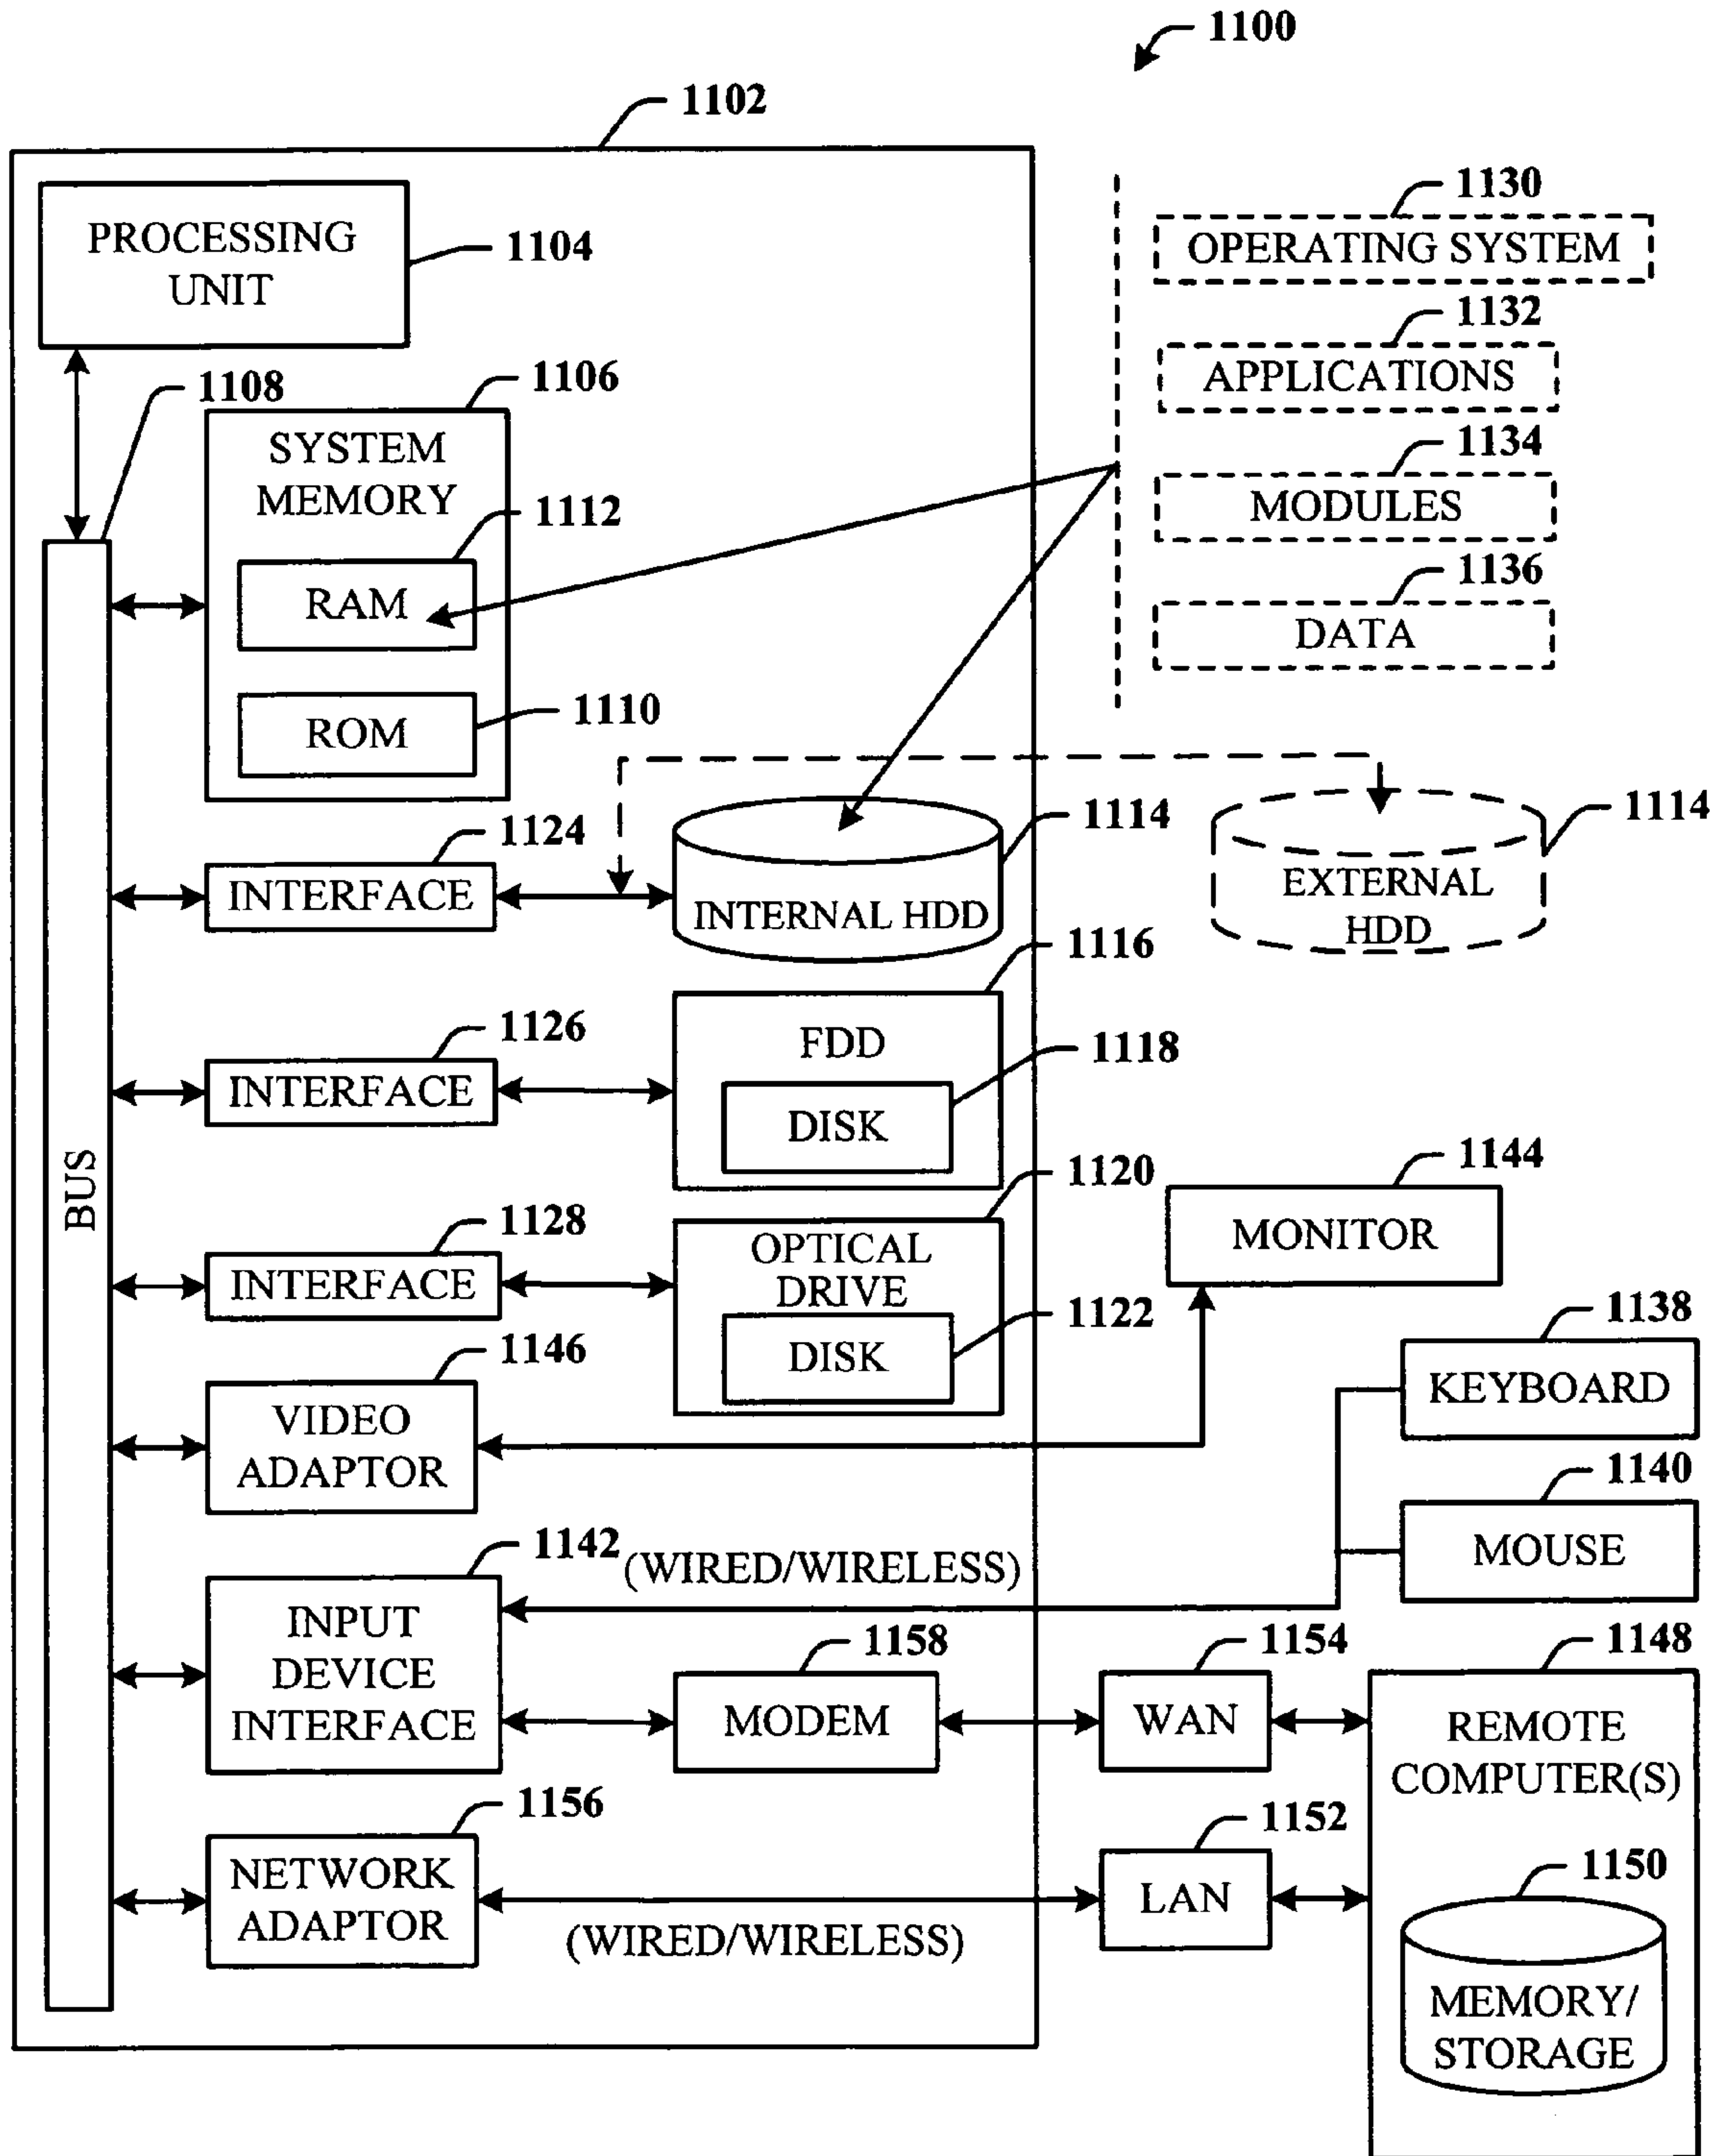 1100
1102
PROCESSING
UNIT
1104
1130
OPERATING SYSTEM
1132
APPLICATIONS
1134
MODULES
1136
DATA
1108
1106
SYSTEM
MEMORY
1112
RAM
1110
ROM
1124
INTERFACE
1114
INTERNAL HDD
1114
EXTERNAL
HDD
1116
FDD
1126
INTERFACE
1118
DISK
BUS
1120
OPTICAL
DRIVE
1128
INTERFACE
1122
DISK
1144
MONITOR
1138
KEYBOARD
1146
VIDEO
ADAPTOR
1140
MOUSE
1142
(WIRED/WIRELESS)
INPUT
DEVICE
INTERFACE
1158
MODEM
1154
WAN
1148
REMOTE
COMPUTER(S)
1156
NETWORK
ADAPTOR
(WIRED/WIRELESS)
1152
LAN
1150
MEMORY/
STORAGE